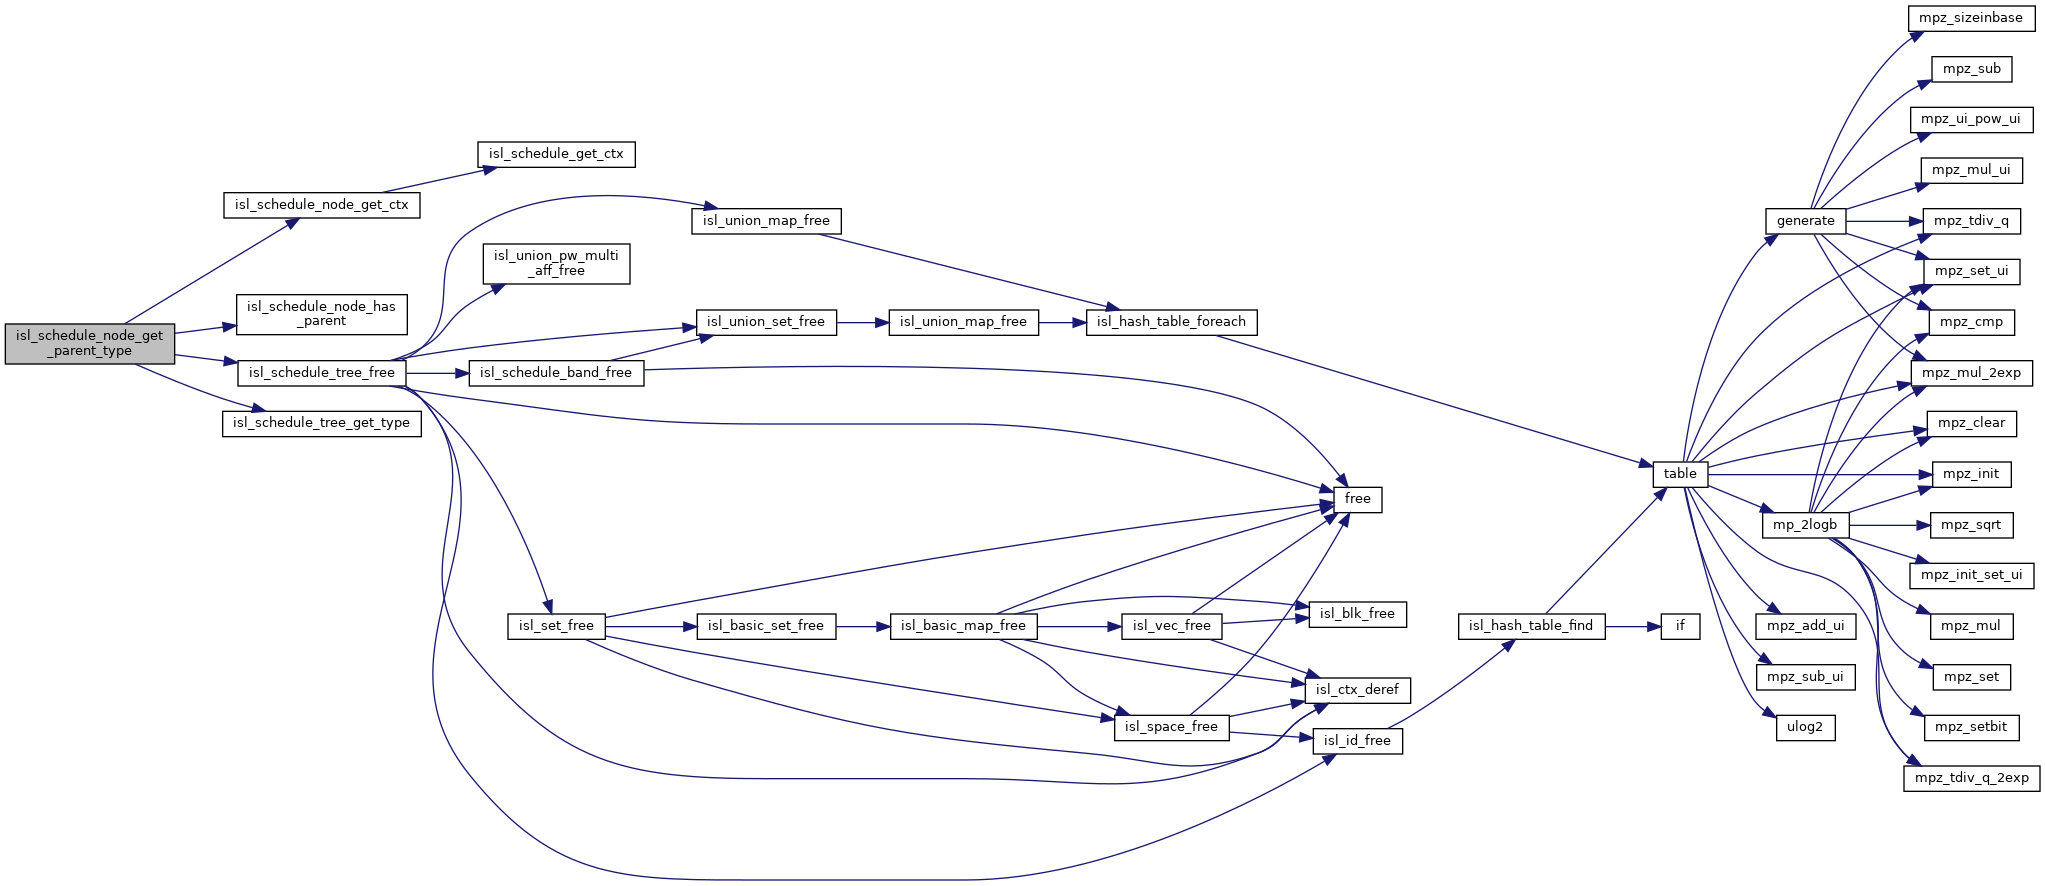 isl_schedule_node_get
_parent_type
isl_schedule_node_get_ctx
isl_schedule_get_ctx
isl_schedule_node_has
_parent
isl_schedule_tree_free
isl_schedule_tree_get_type
isl_union_pw_multi
_aff_free
isl_schedule_band_free
isl_set_free
isl_union_map_free
isl_union_set_free
isl_union_map_free
isl_basic_set_free
isl_basic_map_free
isl_hash_table_foreach
isl_vec_free
isl_space_free
free
isl_blk_free
isl_ctx_deref
isl_id_free
isl_hash_table_find
if
table
generate
mp_2logb
mpz_add_ui
mpz_sub_ui
ulog2
mpz_sizeinbase
mpz_sub
mpz_ui_pow_ui
mpz_mul_ui
mpz_tdiv_q
mpz_set_ui
mpz_cmp
mpz_mul_2exp
mpz_clear
mpz_init
mpz_sqrt
mpz_init_set_ui
mpz_mul
mpz_set
mpz_setbit
mpz_tdiv_q_2exp